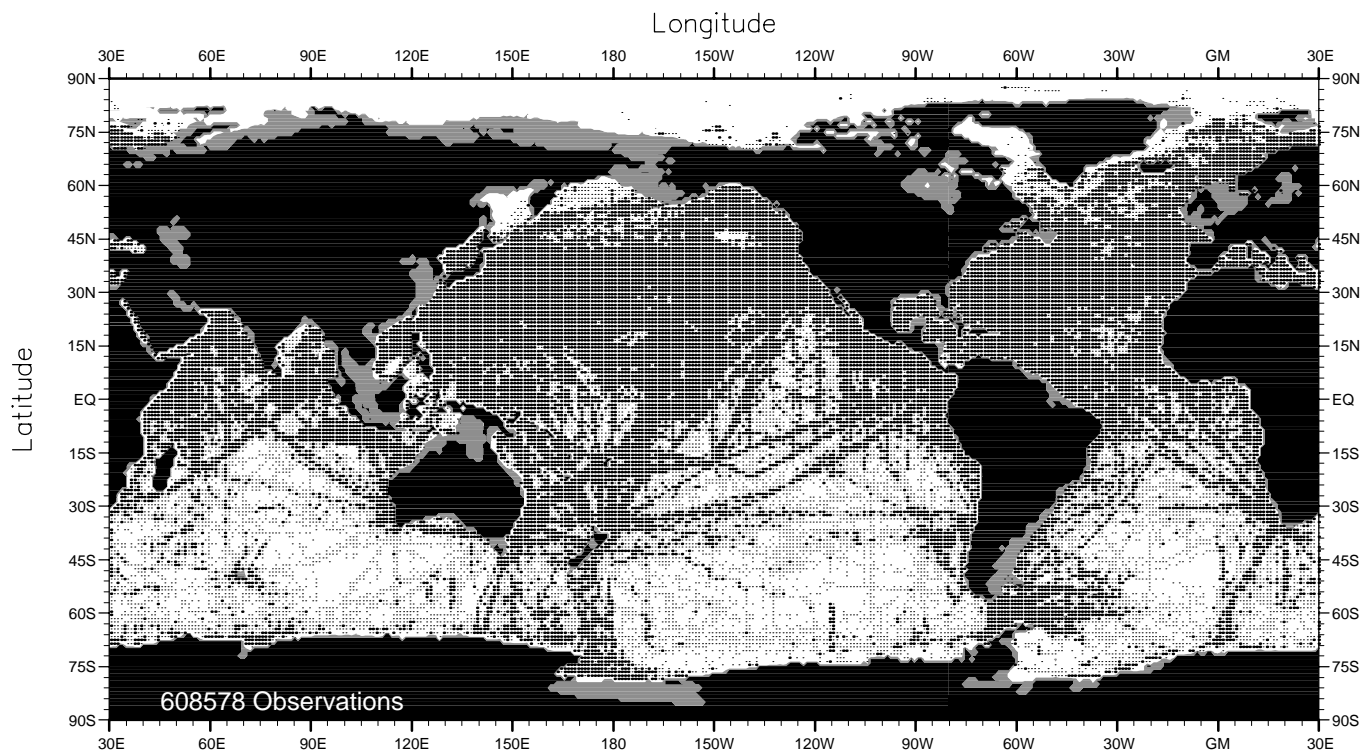 Longitude
30E 60E 90E 120E 150E 180 150W 120W 90W 60W 30W GM 30E
90N 90N
75N 75N
60N 60N
45N 45N
30N 30N
15N 15N
EQ EQ
Latitude
15S 15S
30S 30S
45S 45S
60S 60S
75S 75S
608578 Observations
90S 90S
30E 60E 90E 120E 150E 180 150W 120W 90W 60W 30W GM 30E